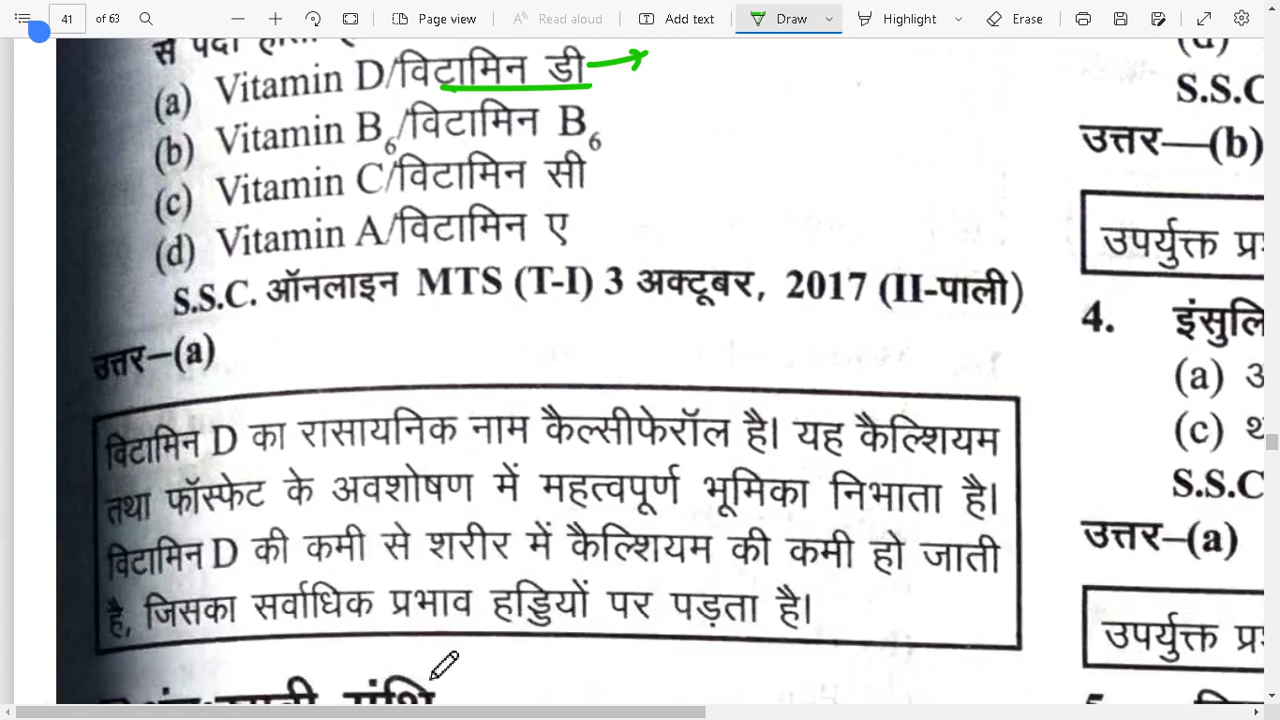 41 of 63 Page view Read aloud Add text Draw Highlight Erase
से
(a) Vitamin D/विटामिन डी
(b) Vitamin B6/विटामिन B6
(c) Vitamin C/विटामिन सी
(d) Vitamin A/विटामिन ए
S.S.C. ऑनलाइन MTS (T-I) 3 अक्टूबर, 2017 (II-पाली)
उत्तर–(a)
विटामिन D का रासायनिक नाम कैल्सीफेरॉल है। यह कैल्शियम
तथा फॉस्फेट के अवशोषण में महत्वपूर्ण भूमिका निभाता है।
विटामिन D की कमी से शरीर में कैल्शियम की कमी हो जाती
है, जिसका सर्वाधिक प्रभाव हड्डियों पर पड़ता है।
(d)
S.S.C
उत्तर—(b)
उपर्युक्त
4.
(a)
(c)
S.S.C
उत्तर–(a)
उपर्युक्त